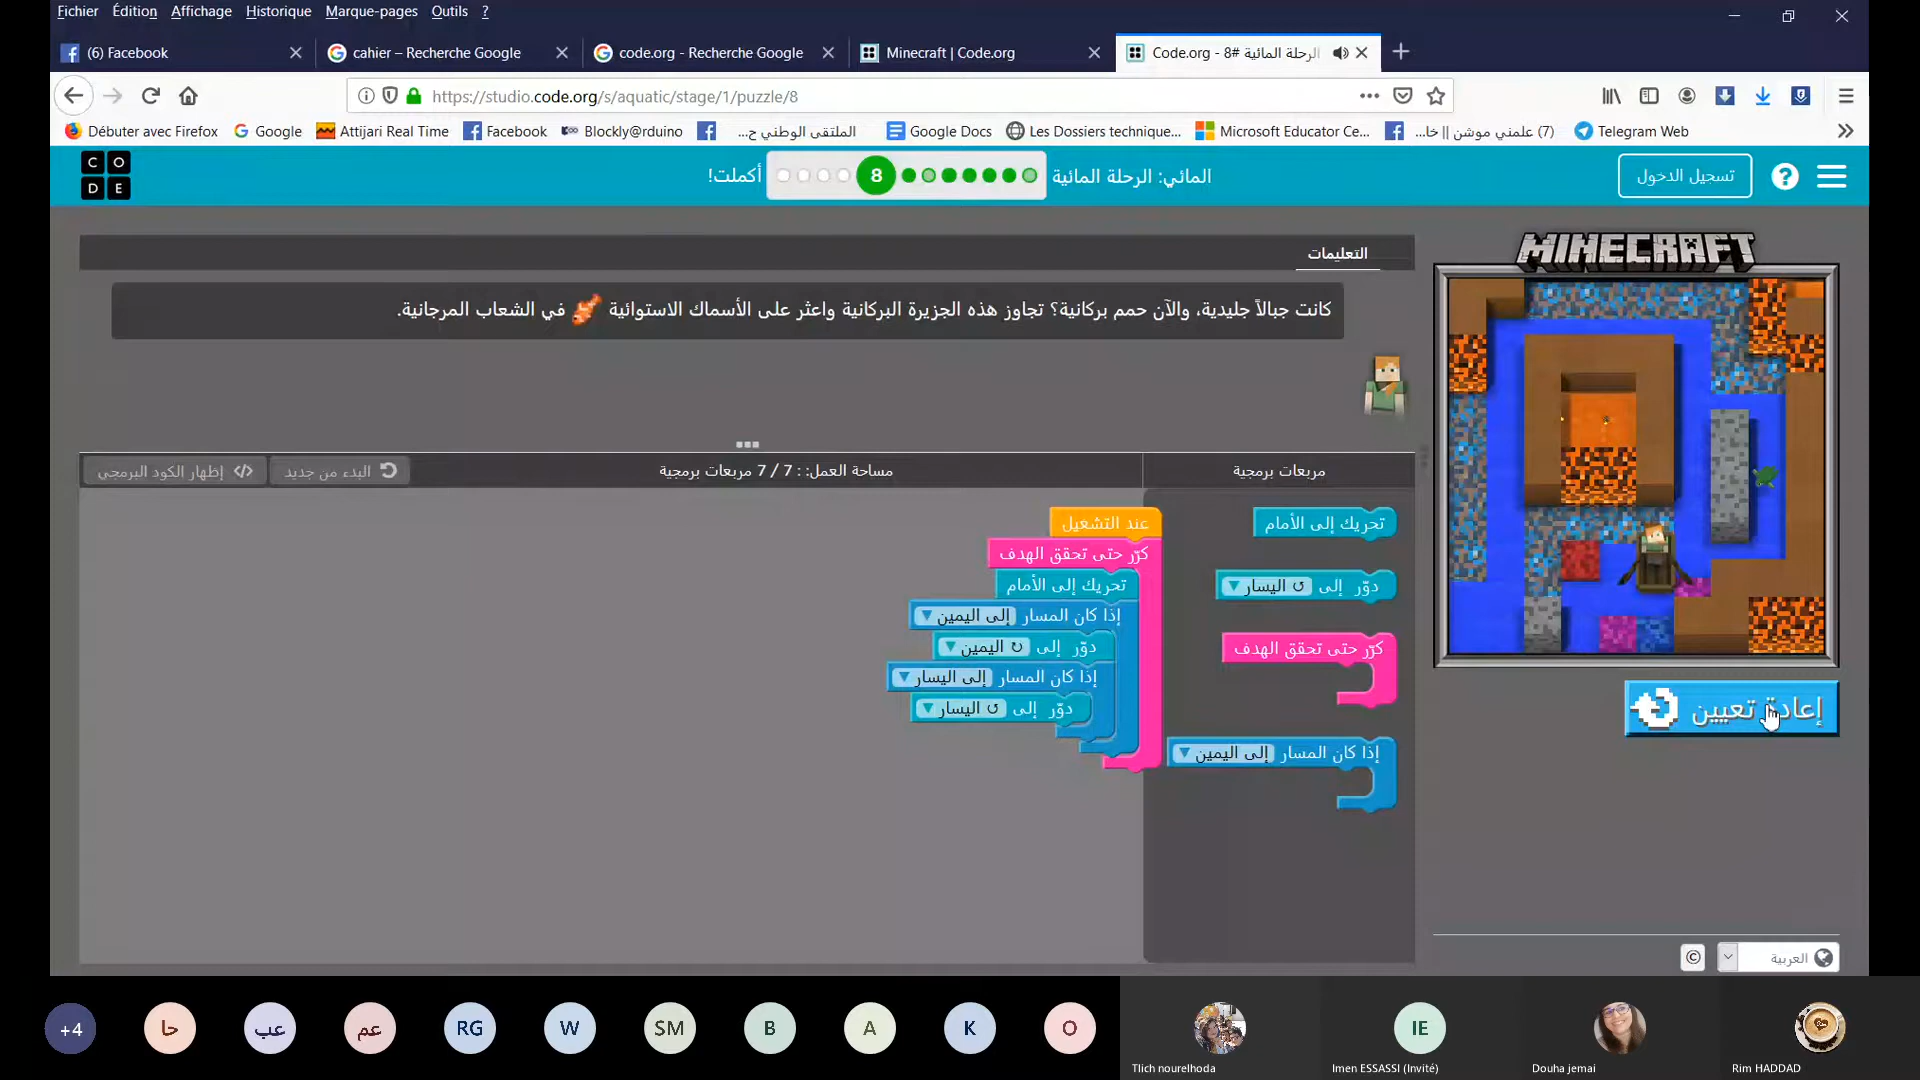 Fichier Édition Affichage Historique Marque-pages Outils ?
(6) Facebook
cahier – Recherche Google
code.org - Recherche Google
Minecraft | Code.org
Code.org - الرحلة المائية #8
https://studio.code.org/s/aquatic/stage/1/puzzle/8
Débuter avec Firefox
Google
Attijari Real Time
Facebook
Blockly@rduino
الملتقى الوطني ح...
Google Docs
Les Dossiers technique...
Microsoft Educator Ce...
(7) علمني موشن || خا...
Telegram Web
CODE
المائي: الرحلة المائية
8
أكملت!
تسجيل الدخول
?
التعليمات
كانت جبالاً جليدية، والآن حمم بركانية؟ تجاوز هذه الجزيرة البركانية واعثر على الأسماك الاستوائية في الشعاب المرجانية.
MINECRAFT
مربعات برمجية
مساحة العمل: : 7 / 7 مربعات برمجية
البدء من جديد
إظهار الكود البرمجي
تحريك إلى الأمام
دوّر إلى اليسار
كرّر حتى تحقق الهدف
إذا كان المسار إلى اليمين
عند التشغيل
كرّر حتى تحقق الهدف
تحريك إلى الأمام
إذا كان المسار إلى اليمين
دوّر إلى اليمين
إذا كان المسار إلى اليسار
دوّر إلى اليسار
إعادة تعيين
العربية
©
+4
حا
عب
عم
RG
W
SM
B
A
K
O
IE
Tlich nourelhoda
Imen ESSASSI (Invité)
Douha jemai
Rim HADDAD